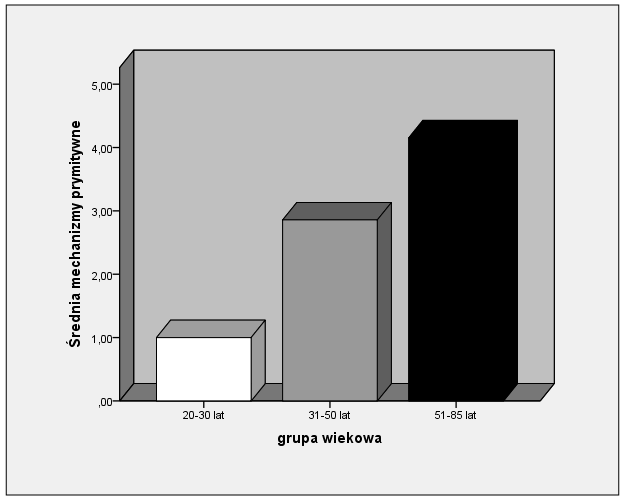 Średnia mechanizmy prymitywne
5,00
4,00
3,00
2,00
1,00
,00
20-30 lat
31-50 lat
51-85 lat
grupa wiekowa